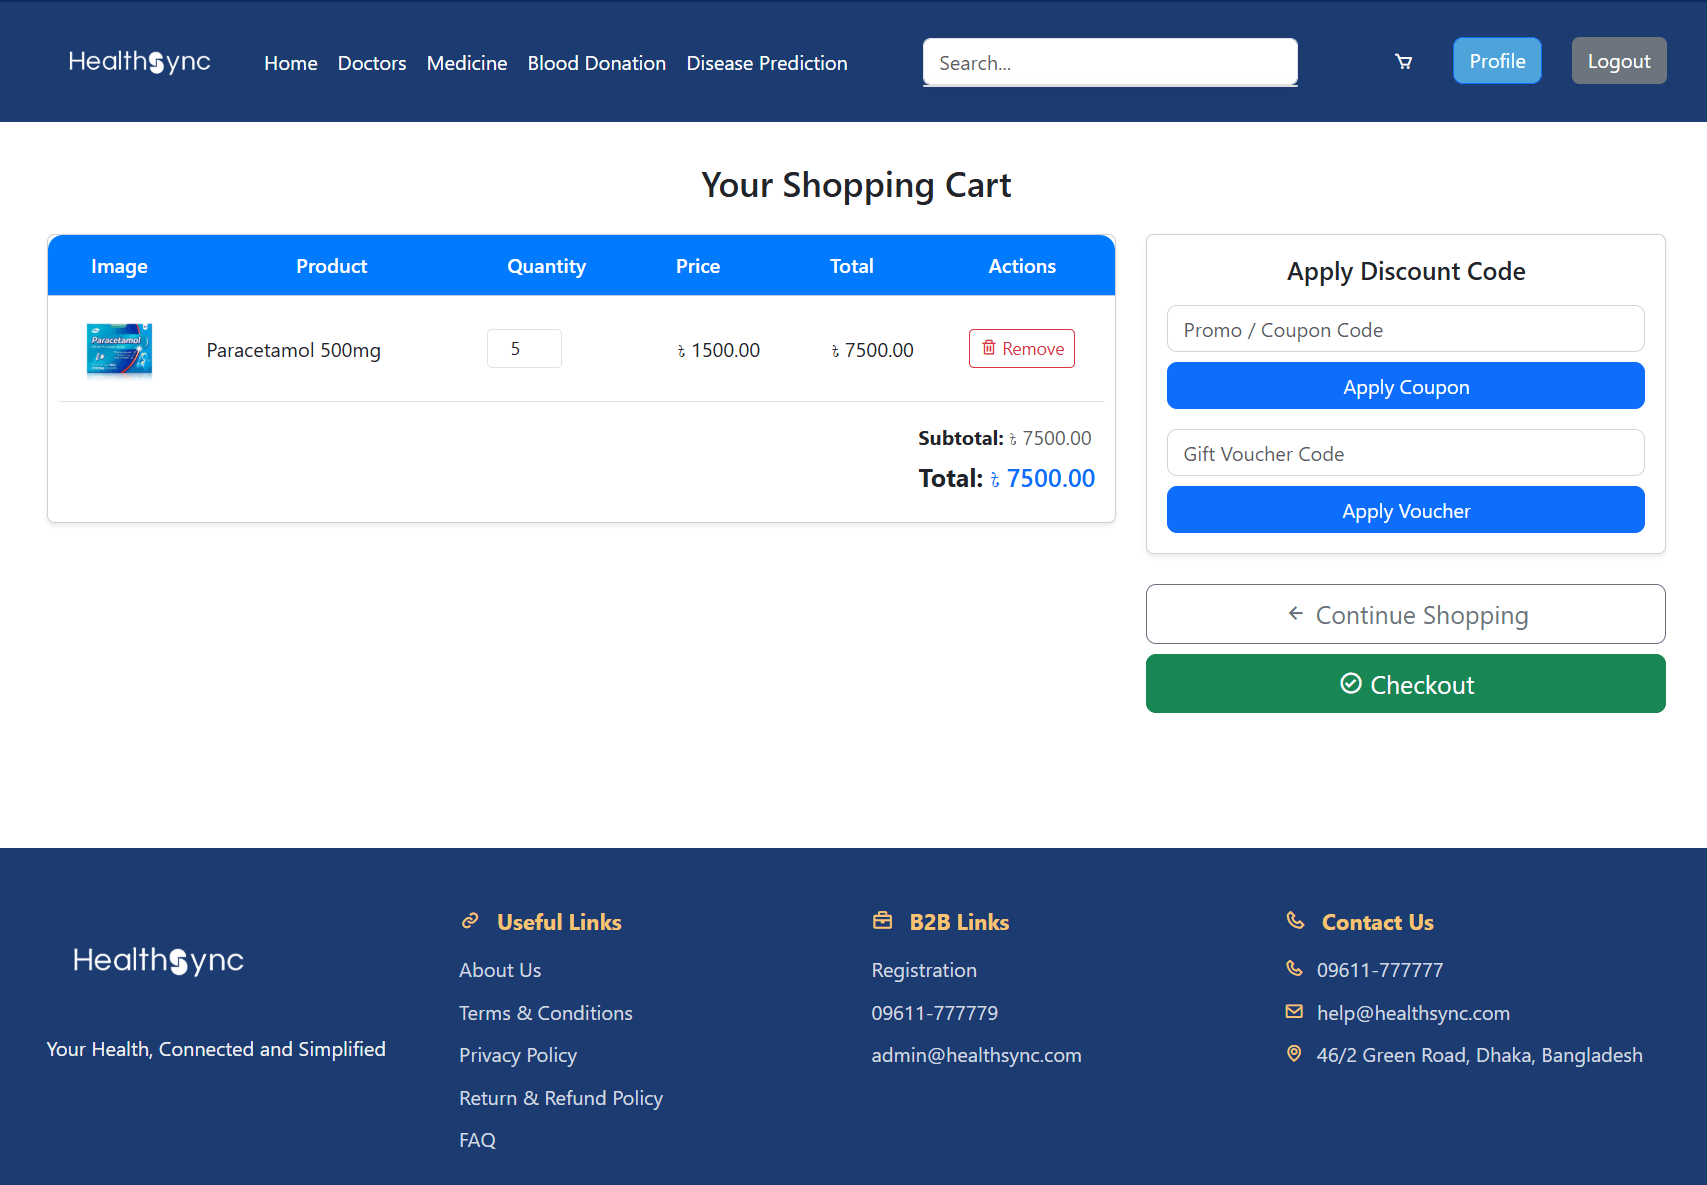 HealthSync Home Doctors Medicine Blood Donation Disease Prediction Search... Profile Logout
Your Shopping Cart
Image Product Quantity Price Total Actions
Paracetamol
Paracetamol 500mg 5 ৳ 1500.00 ৳ 7500.00 Remove
Subtotal: ৳ 7500.00
Total: ৳ 7500.00
Apply Discount Code
Promo / Coupon Code
Apply Coupon
Gift Voucher Code
Apply Voucher
Continue Shopping
Checkout
HealthSync
Your Health, Connected and Simplified
Useful Links
About Us
Terms & Conditions
Privacy Policy
Return & Refund Policy
FAQ
B2B Links
Registration
09611-777779
admin@healthsync.com
Contact Us
09611-777777
help@healthsync.com
46/2 Green Road, Dhaka, Bangladesh